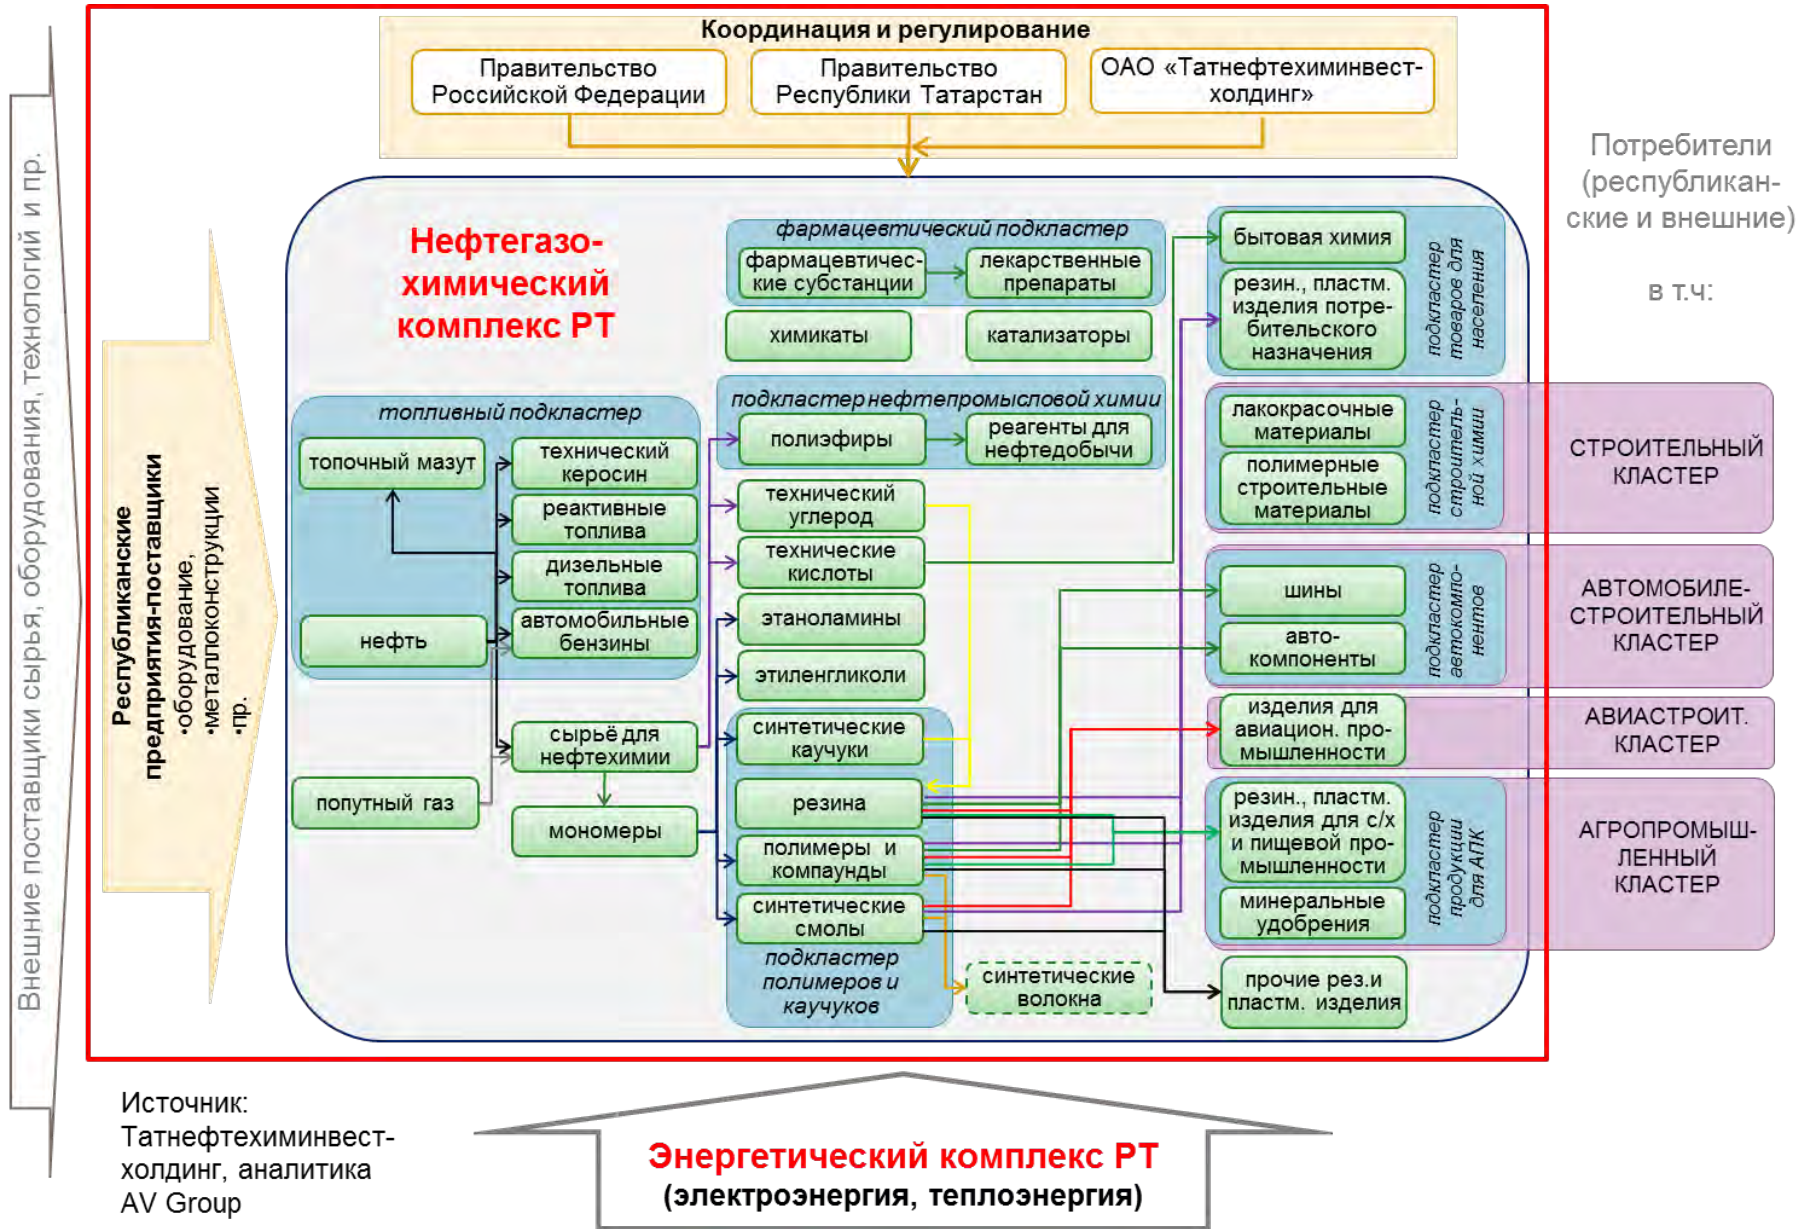 Координация и регулирование
Правительство
Российской Федерации
Правительство
Республики Татарстан
ОАО «Татнефтехиминвест-
холдинг»
Внешние поставщики сырья, оборудования, технологий и пр.
Республиканские
предприятия-поставщики
•оборудование,
•металлоконструкции
•пр.
Нефтегазо-
химический
комплекс РТ
топливный подкластер
топочный мазут
технический
керосин
реактивные
топлива
дизельные
топлива
нефть
автомобильные
бензины
сырьё для
нефтехимии
попутный газ
мономеры
фармацевтический подкластер
фармацевтичес-
кие субстанции
лекарственные
препараты
химикаты
катализаторы
подкластер нефтепромысловой химии
полиэфиры
реагенты для
нефтедобычи
технический
углерод
технические
кислоты
этаноламины
этиленгликоли
синтетические
каучуки
резина
полимеры и
компаунды
синтетические
смолы
подкластер
полимеров и
каучуков
синтетические
волокна
бытовая химия
резин., пластм.
изделия потре-
бительского
назначения
подкластер
товаров для
населения
лакокрасочные
материалы
полимерные
строительные
материалы
подкластер
строитель-
ной химии
шины
авто-
компоненты
подкластер
автокомпо-
нентов
изделия для
авиацион. про-
мышленности
резин., пластм.
изделия для с/х
и пищевой про-
мышленности
минеральные
удобрения
подкластер
продукции
для АПК
прочие рез.и
пластм. изделия
Потребители
(республикан-
ские и внешние)
в т.ч:
СТРОИТЕЛЬНЫЙ
КЛАСТЕР
АВТОМОБИЛЕ-
СТРОИТЕЛЬНЫЙ
КЛАСТЕР
АВИАСТРОИТ.
КЛАСТЕР
АГРОПРОМЫШ-
ЛЕННЫЙ
КЛАСТЕР
Источник:
Татнефтехиминвест-
холдинг, аналитика
AV Group
Энергетический комплекс РТ
(электроэнергия, теплоэнергия)